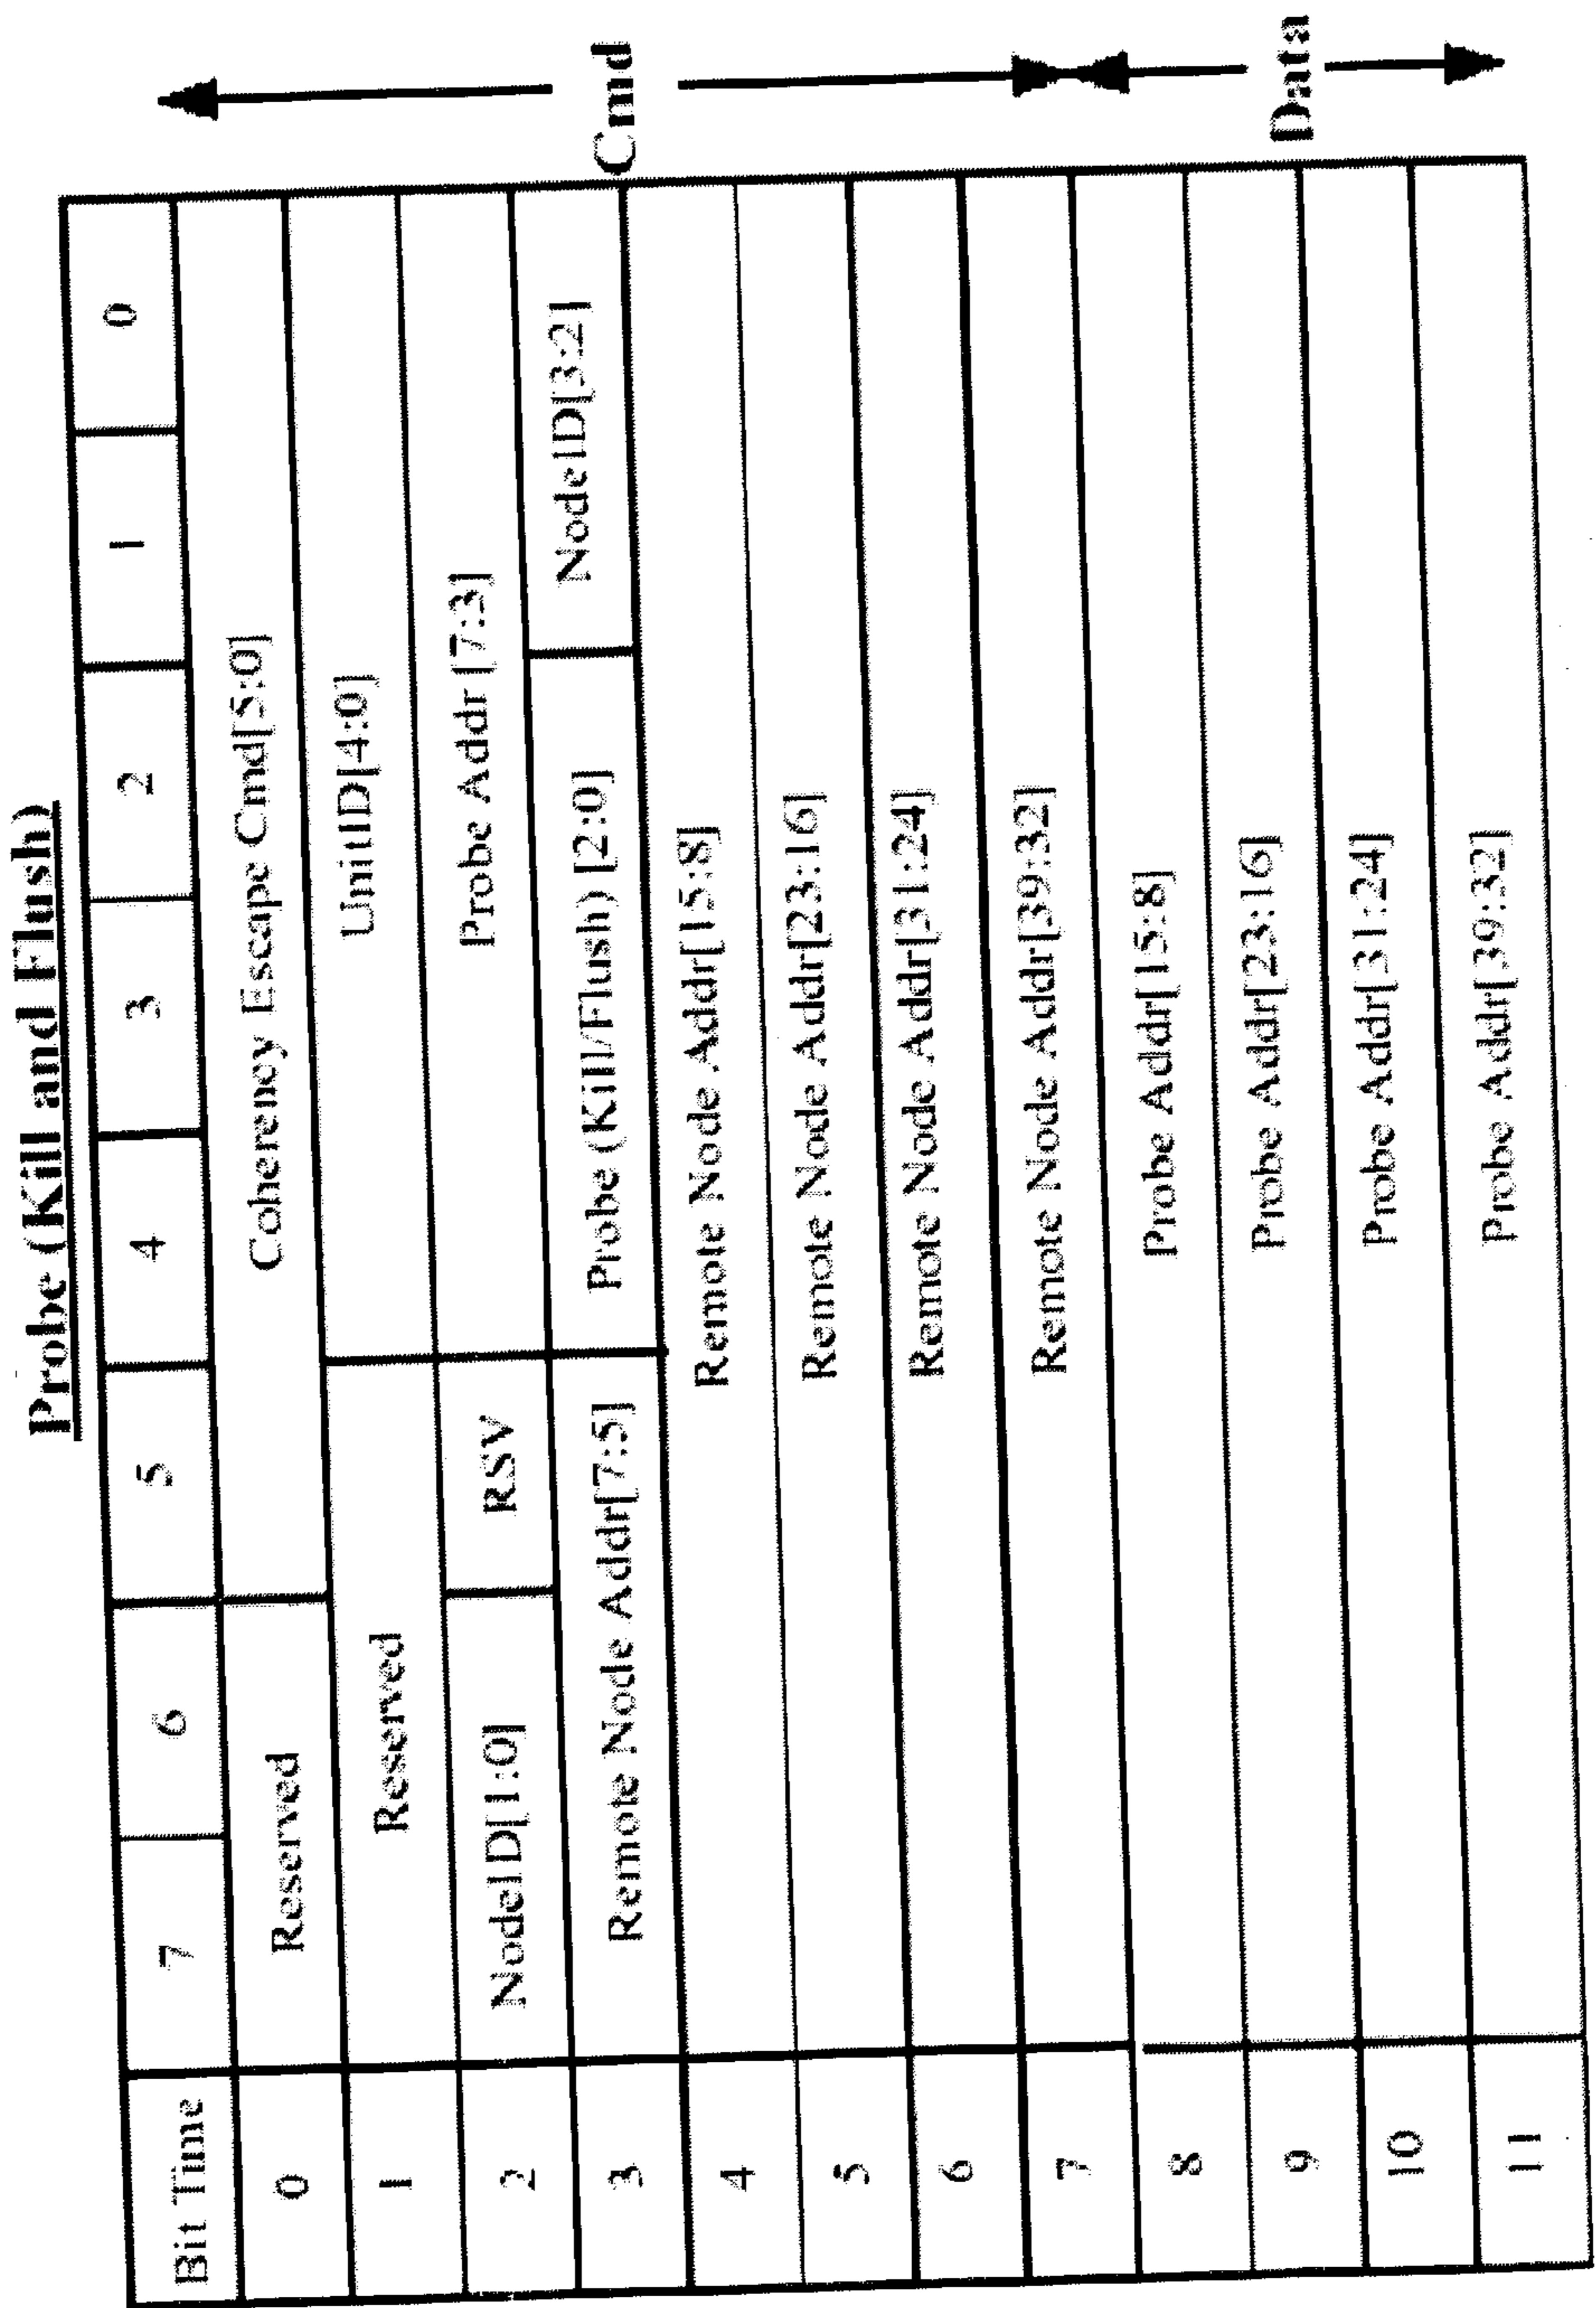 Probe (Kill and Flush)
Bit Time 7 6 5 4 3 2 1 0
0 Reserved Coherency Escape Cmd[5:0]
1 Reserved UnitID[4:0]
2 NodeID[1:0] RSV Probe Addr [7:3]
3 Remote Node Addr[7:5] Probe (Kill/Flush) [2:0] NodeID[3:2]
4 Remote Node Addr[15:8]
5 Remote Node Addr[23:16]
6 Remote Node Addr[31:24]
7 Remote Node Addr[39:32]
8 Probe Addr[15:8]
9 Probe Addr[23:16]
10 Probe Addr[31:24]
11 Probe Addr[39:32]
Cmd
Data